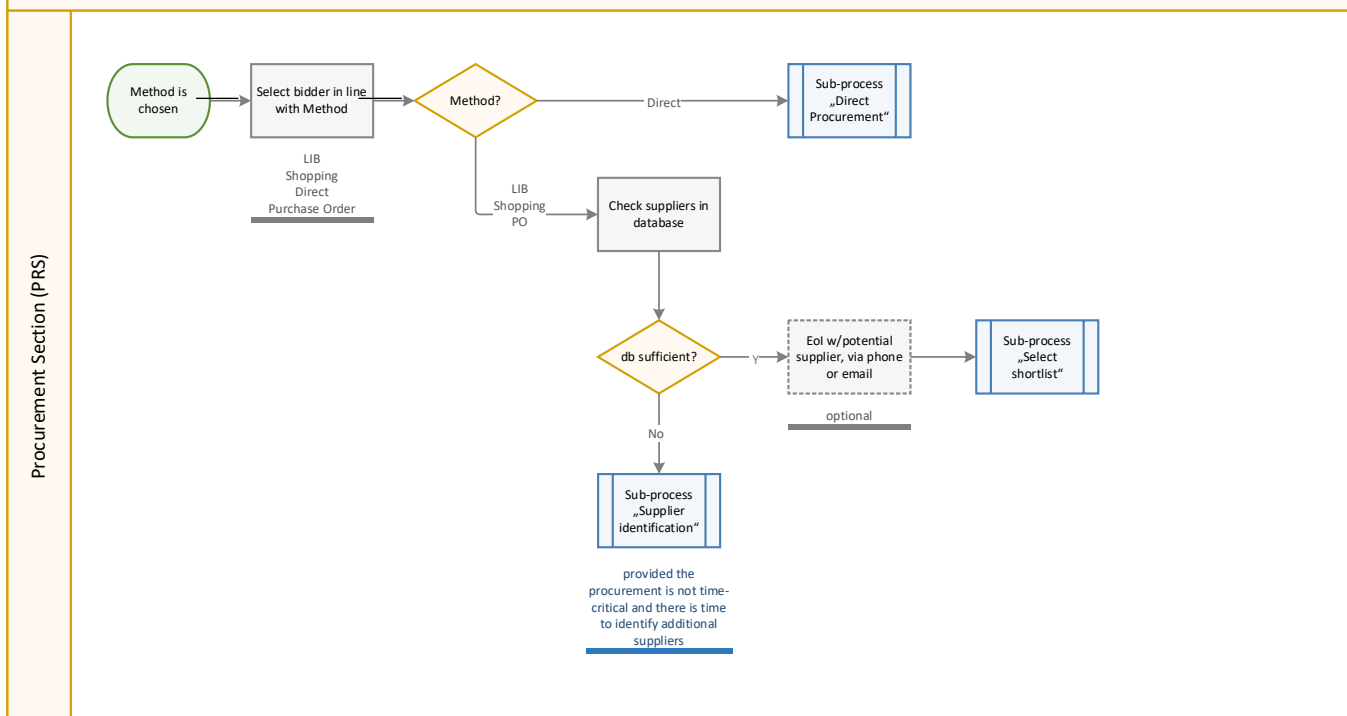 Procurement Section (PRS)
Method is
chosen
Select bidder in line
with Method
LIB
Shopping
Direct
Purchase Order
Method?
Direct
Sub-process
„Direct
Procurement“
LIB
Shopping
PO
Check suppliers in
database
db sufficient?
Y
EoI w/potential
supplier, via phone
or email
optional
Sub-process
„Select
shortlist“
No
Sub-process
„Supplier
identification“
provided the
procurement is not time-
critical and there is time
to identify additional
suppliers